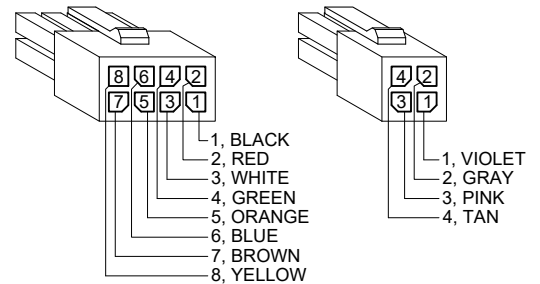 8 6 4 2
7 5 3 1
1, BLACK
2, RED
3, WHITE
4, GREEN
5, ORANGE
6, BLUE
7, BROWN
8, YELLOW
4 2
3 1
1, VIOLET
2, GRAY
3, PINK
4, TAN